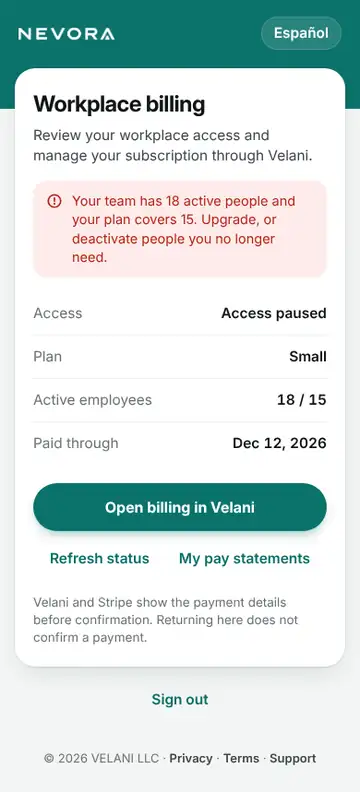 NEVORA
Español
Workplace billing
Review your workplace access and
manage your subscription through Velani.
Your team has 18 active people and
your plan covers 15. Upgrade, or
deactivate people you no longer
need.
Access
Access paused
Plan
Small
Active employees
18 / 15
Paid through
Dec 12, 2026
Open billing in Velani
Refresh status
My pay statements
Velani and Stripe show the payment details
before confirmation. Returning here does not
confirm a payment.
Sign out
© 2026 VELANI LLC · Privacy · Terms · Support